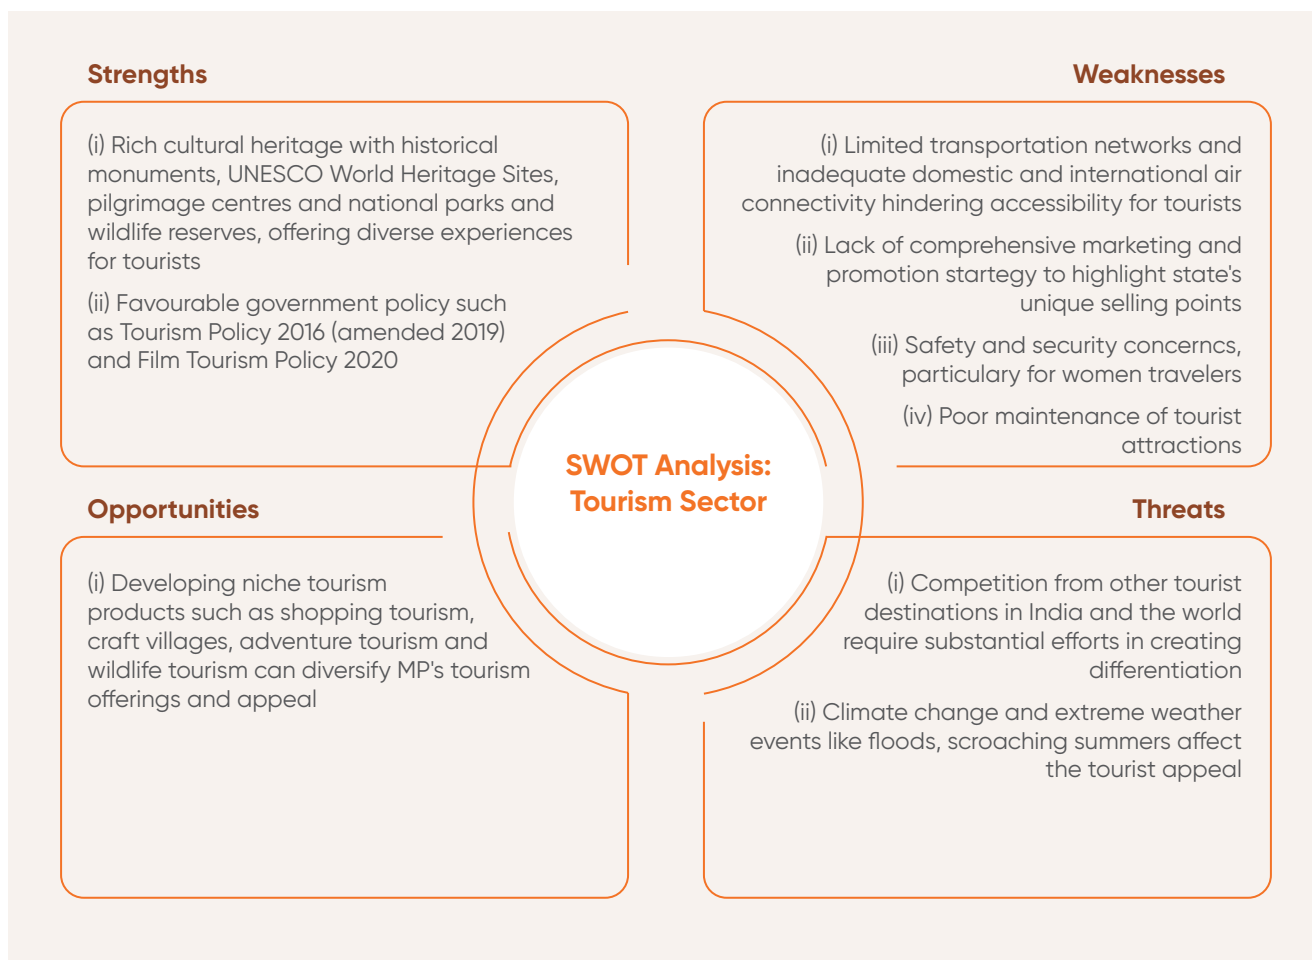 Strengths
(i) Rich cultural heritage with historical
monuments, UNESCO World Heritage Sites,
pilgrimage centres and national parks and
wildlife reserves, offering diverse experiences
for tourists
(ii) Favourable government policy such
as Tourism Policy 2016 (amended 2019)
and Film Tourism Policy 2020
Weaknesses
(i) Limited transportation networks and
inadequate domestic and international air
connectivity hindering accessibility for tourists
(ii) Lack of comprehensive marketing and
promotion startegy to highlight state's
unique selling points
(iii) Safety and security concerncs,
particulary for women travelers
(iv) Poor maintenance of tourist
attractions
SWOT Analysis:
Tourism Sector
Opportunities
(i) Developing niche tourism
products such as shopping tourism,
craft villages, adventure tourism and
wildlife tourism can diversify MP's tourism
offerings and appeal
Threats
(i) Competition from other tourist
destinations in India and the world
require substantial efforts in creating
differentiation
(ii) Climate change and extreme weather
events like floods, scroaching summers affect
the tourist appeal